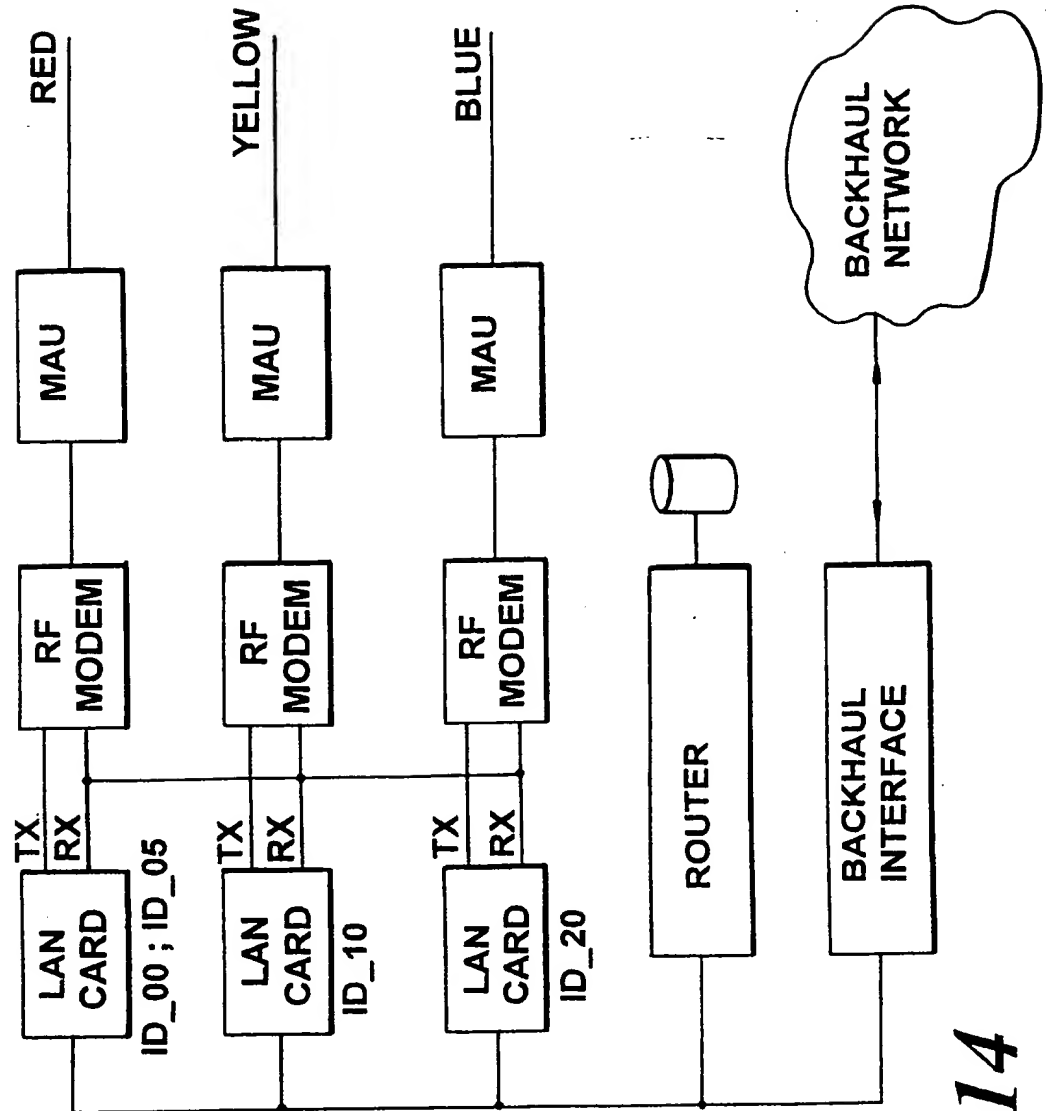 RED
YELLOW
BLUE
MAU
MAU
MAU
RF
MODEM
RF
MODEM
RF
MODEM
TX
RX
TX
RX
TX
RX
LAN
CARD
ID_00 ; ID_05
LAN
CARD
ID_10
LAN
CARD
ID_20
ROUTER
BACKHAUL
INTERFACE
BACKHAUL
NETWORK
14